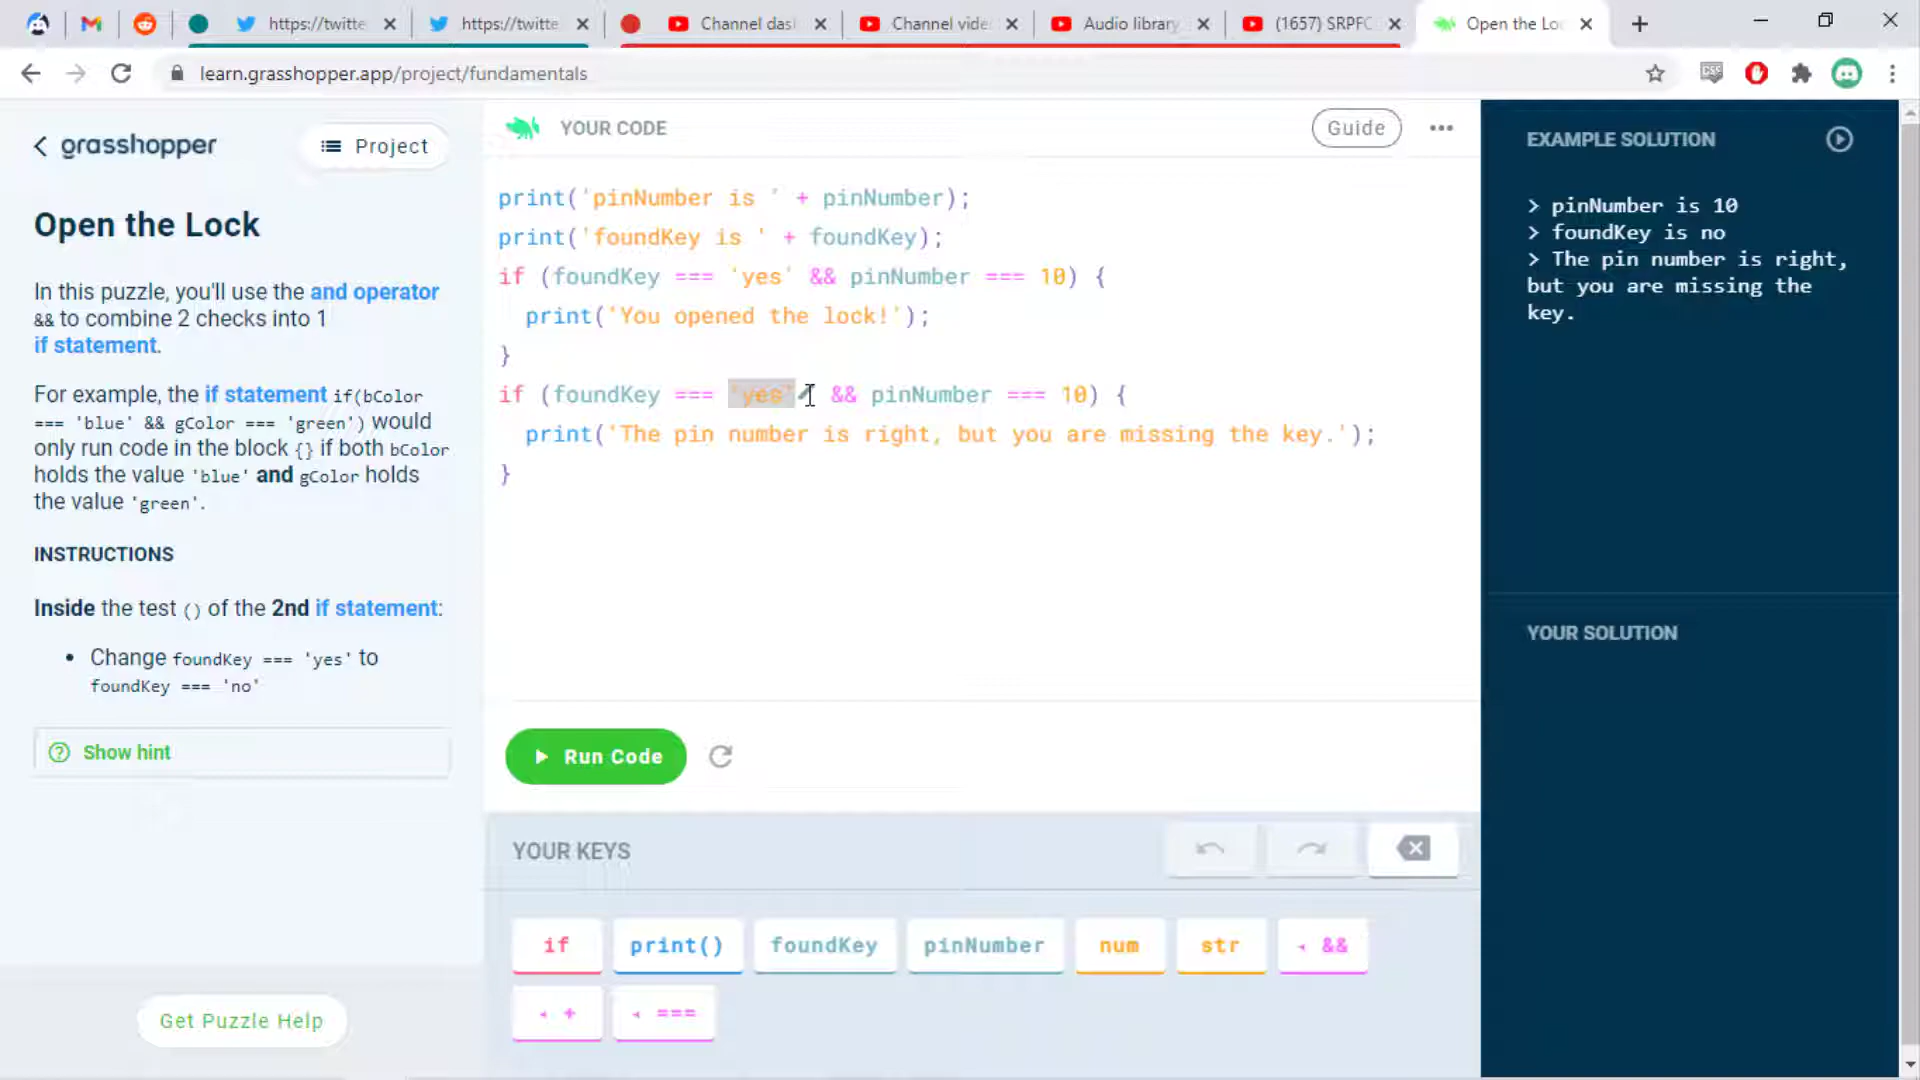 https://twitte
https://twitte
Channel das
Channel vide
Audio library
(1657) SRPFC
Open the Loc
learn.grasshopper.app/project/fundamentals
grasshopper
Project
Open the Lock
In this puzzle, you'll use the and operator
&& to combine 2 checks into 1
if statement.
For example, the if statement if(bColor
=== 'blue' && gColor === 'green') would
only run code in the block {} if both bColor
holds the value 'blue' and gColor holds
the value 'green'.
INSTRUCTIONS
Inside the test () of the 2nd if statement:
• Change foundKey === 'yes' to
foundKey === 'no'
Show hint
Get Puzzle Help
YOUR CODE
Guide
print('pinNumber is ' + pinNumber);
print('foundKey is ' + foundKey);
if (foundKey === 'yes' && pinNumber === 10) {
print('You opened the lock!');
}
if (foundKey === 'yes' && pinNumber === 10) {
print('The pin number is right, but you are missing the key.');
}
Run Code
YOUR KEYS
if
print()
foundKey
pinNumber
num
str
&&
+
===
EXAMPLE SOLUTION
> pinNumber is 10
> foundKey is no
> The pin number is right,
but you are missing the
key.
YOUR SOLUTION